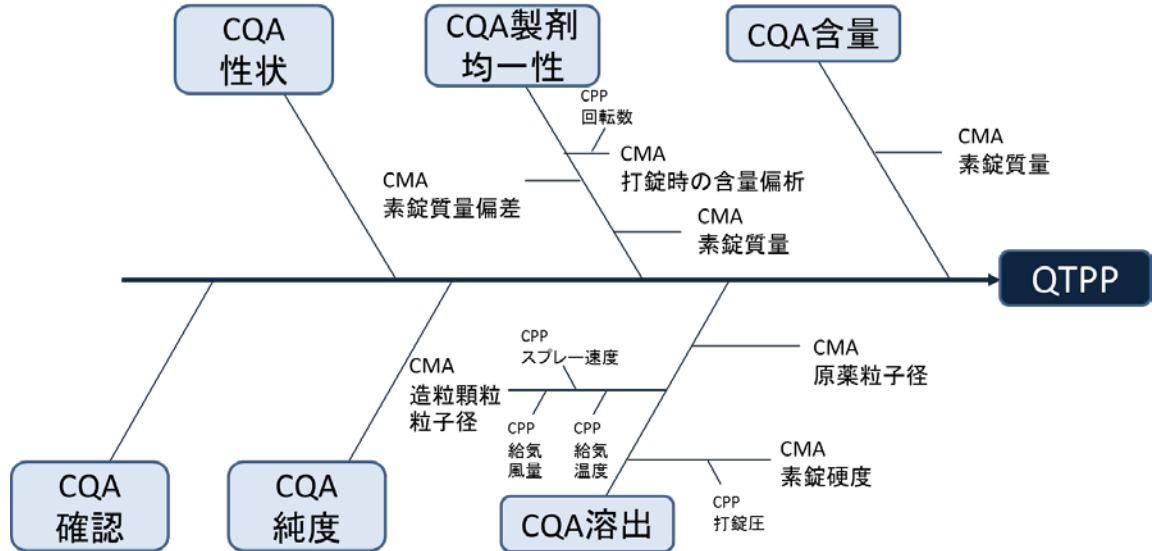 CQA
性状
CQA製剤
均一性
CQA含量
CPP
回転数
CMA
打錠時の含量偏析
CMA
素錠質量偏差
CMA
素錠質量
CMA
素錠質量
QTPP
CPP
スプレー速度
CMA
造粒顆粒
粒子径
CPP
給気
風量
CPP
給気
温度
CMA
原薬粒子径
CMA
素錠硬度
CPP
打錠圧
CQA
確認
CQA
純度
CQA溶出